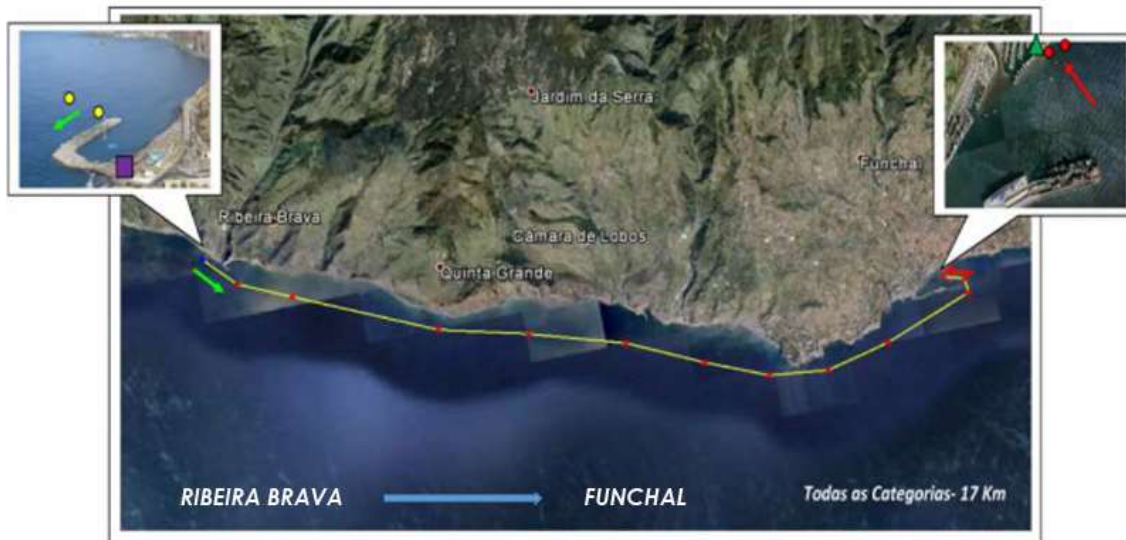 Jardim da Serra
Funchal
Ribeira Brava
Câmara de Lobos
Quinta Grande
RIBEIRA BRAVA
FUNCHAL
Todas as Categorias- 17 Km